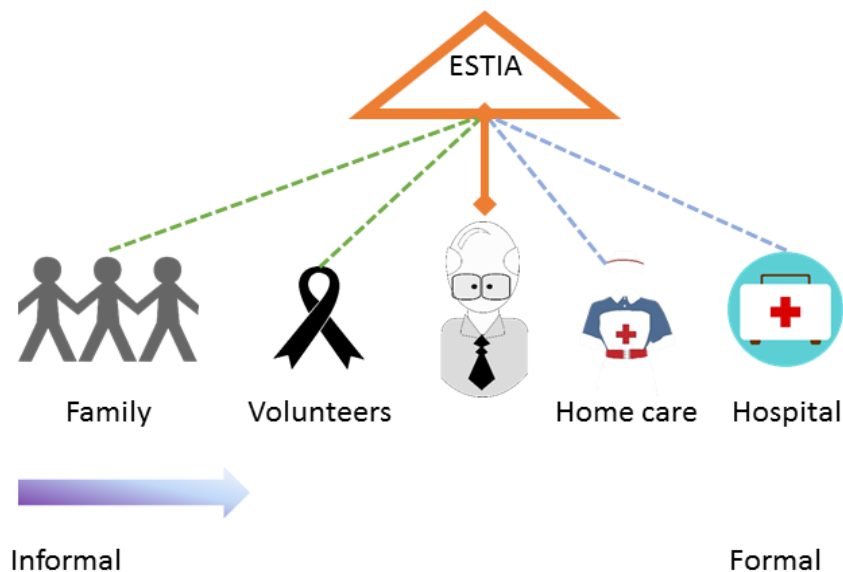 ESTIA
Family
Volunteers
Home care
Hospital
Informal
Formal